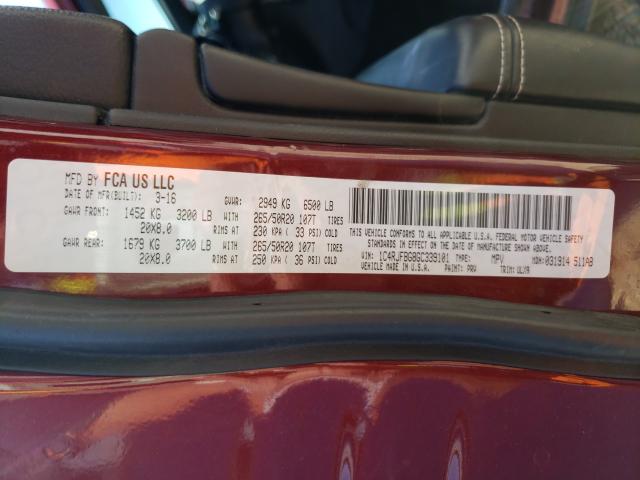 MFD BY FCA US LLC
DATE OF MFR(BUILT): 3-16 GVWR: 2949 KG 6500 LB
GAWR FRONT: 1452 KG 3200 LB WITH 265/50R20 107T TIRES
20X8.0 RIMS AT 230 KPA ( 33 PSI) COLD
GAWR REAR: 1679 KG 3700 LB WITH 265/50R20 107T TIRES
20X8.0 RIMS AT 250 KPA ( 36 PSI) COLD
THIS VEHICLE CONFORMS TO ALL APPLICABLE U.S.A. FEDERAL MOTOR VEHICLE SAFETY
STANDARDS IN EFFECT ON THE DATE OF MANUFACTURE SHOWN ABOVE.
VIN: 1C4RJFBG8GC339101 TYPE: MPV MDH: 031914 511AB
VEHICLE MADE IN U.S.A. PAINT: PRV TRIM: ULX9